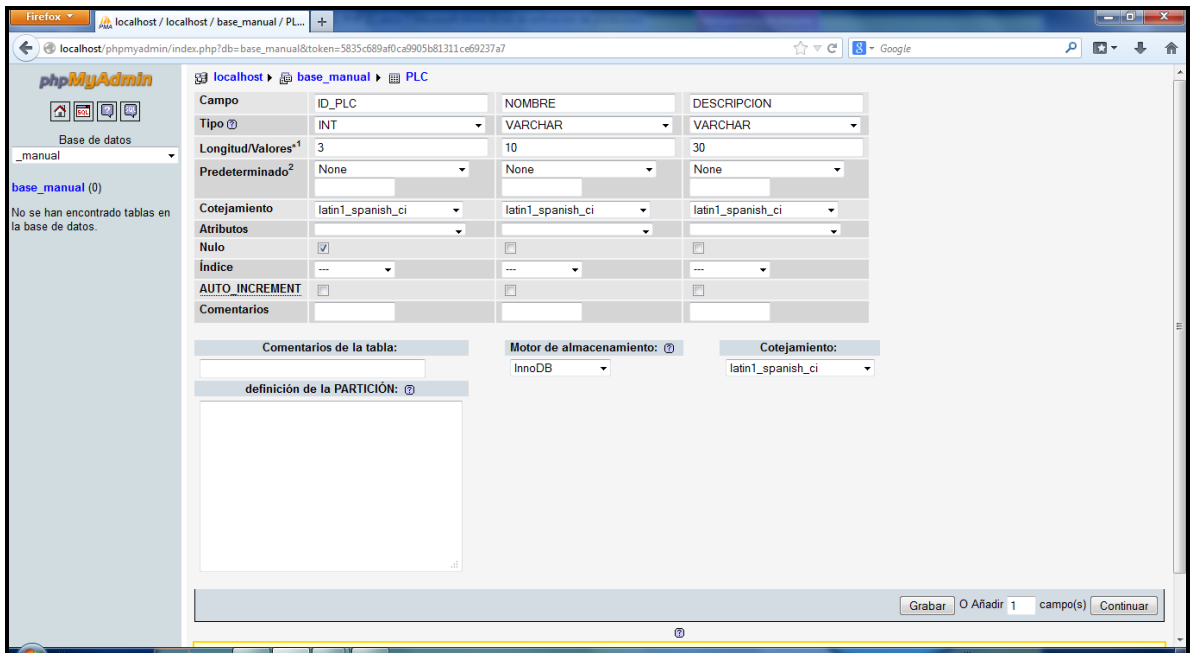 Firefox
localhost / localhost / base_manual / PL...
localhost/phpmyadmin/index.php?db=base_manual&token=5835c689af0ca9905b81311ce69237a7
Google
phpMyAdmin
localhost ▸ base_manual ▸ PLC
Base de datos
_manual
base_manual (0)
No se han encontrado tablas en
la base de datos.
Campo ID_PLC NOMBRE DESCRIPCION
Tipo INT VARCHAR VARCHAR
Longitud/Valores*1 3 10 30
Predeterminado2 None None None
Cotejamiento latin1_spanish_ci latin1_spanish_ci latin1_spanish_ci
Atributos
Nulo
Índice --- --- ---
AUTO_INCREMENT
Comentarios
Comentarios de la tabla: Motor de almacenamiento: Cotejamiento:
InnoDB latin1_spanish_ci
definición de la PARTICIÓN:
Grabar O Añadir 1 campo(s) Continuar